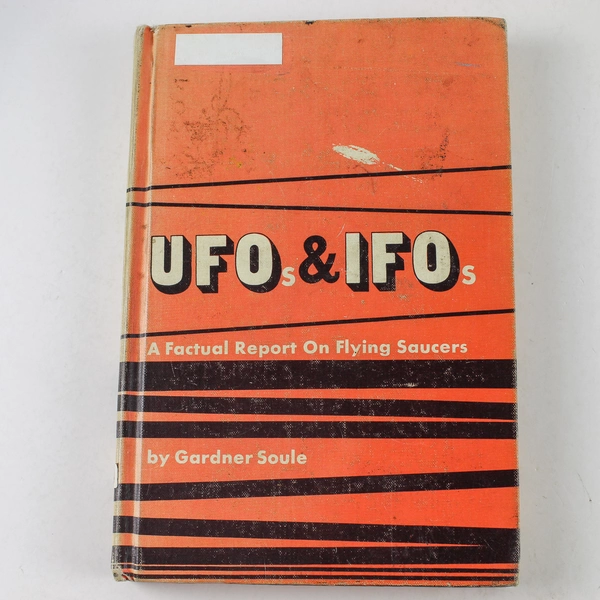 UFOs & IFOs
A Factual Report On Flying Saucers
by Gardner Soule